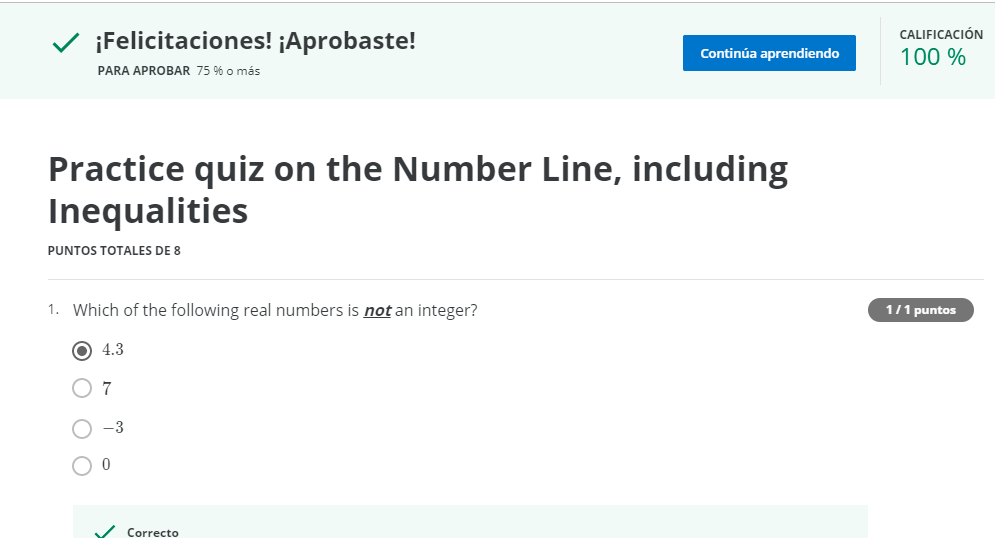 ¡Felicitaciones! ¡Aprobaste!
PARA APROBAR 75 % o más
Continúa aprendiendo
CALIFICACIÓN
100 %
Practice quiz on the Number Line, including
Inequalities
PUNTOS TOTALES DE 8
1. Which of the following real numbers is not an integer?
1 / 1 puntos
4.3
7
−3
0
Correcto